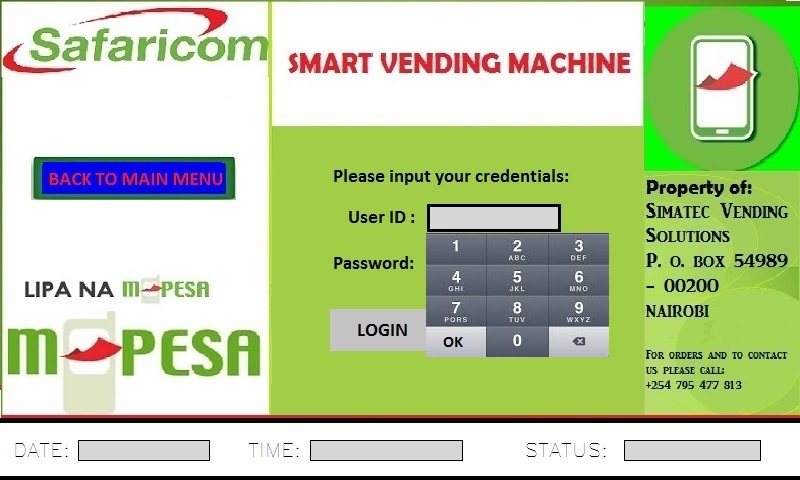 Safaricom
SMART VENDING MACHINE
BACK TO MAIN MENU
LIPA NA M-PESA
M-PESA
Please input your credentials:
User ID :
Password:
1
2
ABC
3
DEF
4
GHI
5
JKL
6
MNO
7
PQRS
8
TUV
9
WXYZ
OK
0
LOGIN
Property of:
Simatec Vending
Solutions
P. O. BOX 54989
- 00200
NAIROBI
For orders and to contact
us please call:
+254 795 477 813
DATE:
TIME:
STATUS: